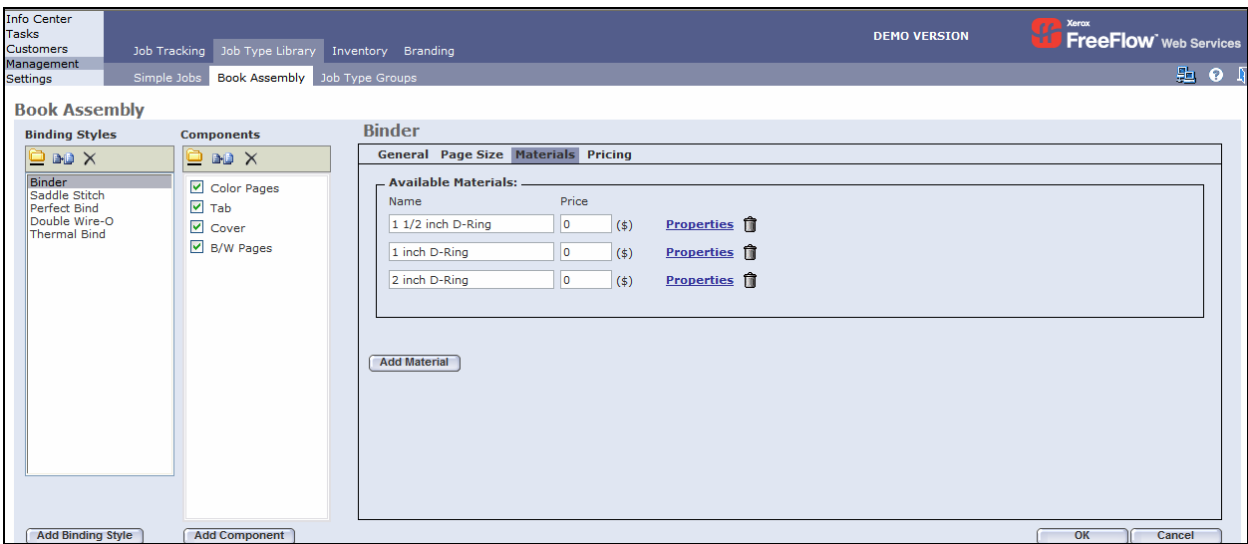 Info Center
Tasks
Customers
Management
Settings
Job Tracking Job Type Library Inventory Branding
Simple Jobs Book Assembly Job Type Groups
DEMO VERSION
Xerox
FreeFlow™ Web Services
Book Assembly
Binding Styles
Components
Binder
Saddle Stitch
Perfect Bind
Double Wire-O
Thermal Bind
Color Pages
Tab
Cover
B/W Pages
Binder
General Page Size Materials Pricing
Available Materials:
Name Price
1 1/2 inch D-Ring 0 ($) Properties
1 inch D-Ring 0 ($) Properties
2 inch D-Ring 0 ($) Properties
Add Material
Add Binding Style Add Component OK Cancel